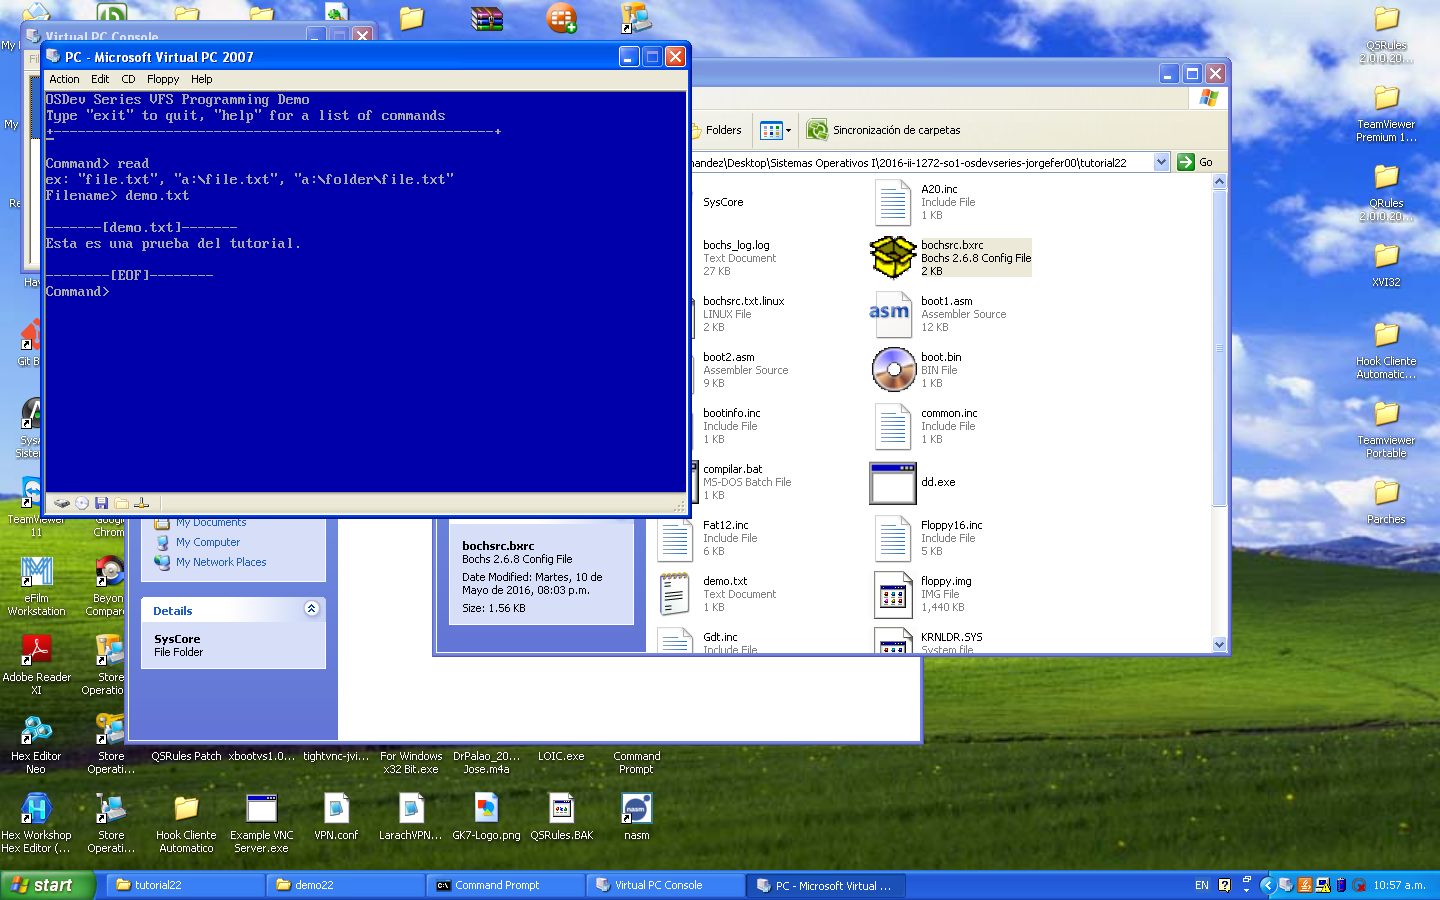 Virtual PC Console
PC - Microsoft Virtual PC 2007
Action Edit CD Floppy Help
OSDev Series VFS Programming Demo
Type "exit" to quit, "help" for a list of commands
+-------------------------------------------------------+
Command> read
ex: "file.txt", "a:\file.txt", "a:\folder\file.txt"
Filename> demo.txt
-------[demo.txt]-------
Esta es una prueba del tutorial.
--------[EOF]--------
Command>
Folders
Sincronización de carpetas
nandez\Desktop\Sistemas Operativos I\2016-ii-1272-so1-osdevseries-jorgefer00\tutorial22
Go
SysCore
A20.inc
Include File
1 KB
bochs_log.log
Text Document
27 KB
bochsrc.bxrc
Bochs 2.6.8 Config File
2 KB
bochsrc.txt.linux
LINUX File
2 KB
boot1.asm
Assembler Source
12 KB
boot2.asm
Assembler Source
9 KB
asm
boot.bin
BIN File
1 KB
bootinfo.inc
Include File
1 KB
common.inc
Include File
1 KB
compilar.bat
MS-DOS Batch File
1 KB
dd.exe
Fat12.inc
Include File
6 KB
Floppy16.inc
Include File
5 KB
demo.txt
Text Document
1 KB
floppy.img
IMG File
1,440 KB
Gdt.inc
Include File
KRNLDR.SYS
System file
bochsrc.bxrc
Bochs 2.6.8 Config File
Date Modified: Martes, 10 de
Mayo de 2016, 08:03 p.m.
Size: 1.56 KB
My Documents
My Computer
My Network Places
Details
SysCore
File Folder
QSRules
2.0.0.20...
TeamViewer
Premium 1...
QRules
2.0.0.20...
XVI32
Hook Cliente
Automatic...
Teamviewer
Portable
Parches
My
My
Re
Hav
Git B
Sys
Siste
TeamViewer
11
Google
Chrom
eFilm
Workstation
Beyon
Compar
Adobe Reader
XI
Store
Operation
Hex Editor
Neo
Store
Operati...
QSRules Patch
xbootvs1.0...
tightvnc-jvi...
For Windows
x32 Bit.exe
DrPalao_20...
Jose.m4a
LOIC.exe
Command
Prompt
Hex Workshop
Hex Editor (...
Store
Operati...
Hook Cliente
Automatico
Example VNC
Server.exe
VPN.conf
LarachVPN...
GK7-Logo.png
QSRules.BAK
nasm
nasm
start
tutorial22
demo22
Command Prompt
Virtual PC Console
PC - Microsoft Virtual ...
EN
10:57 a.m.